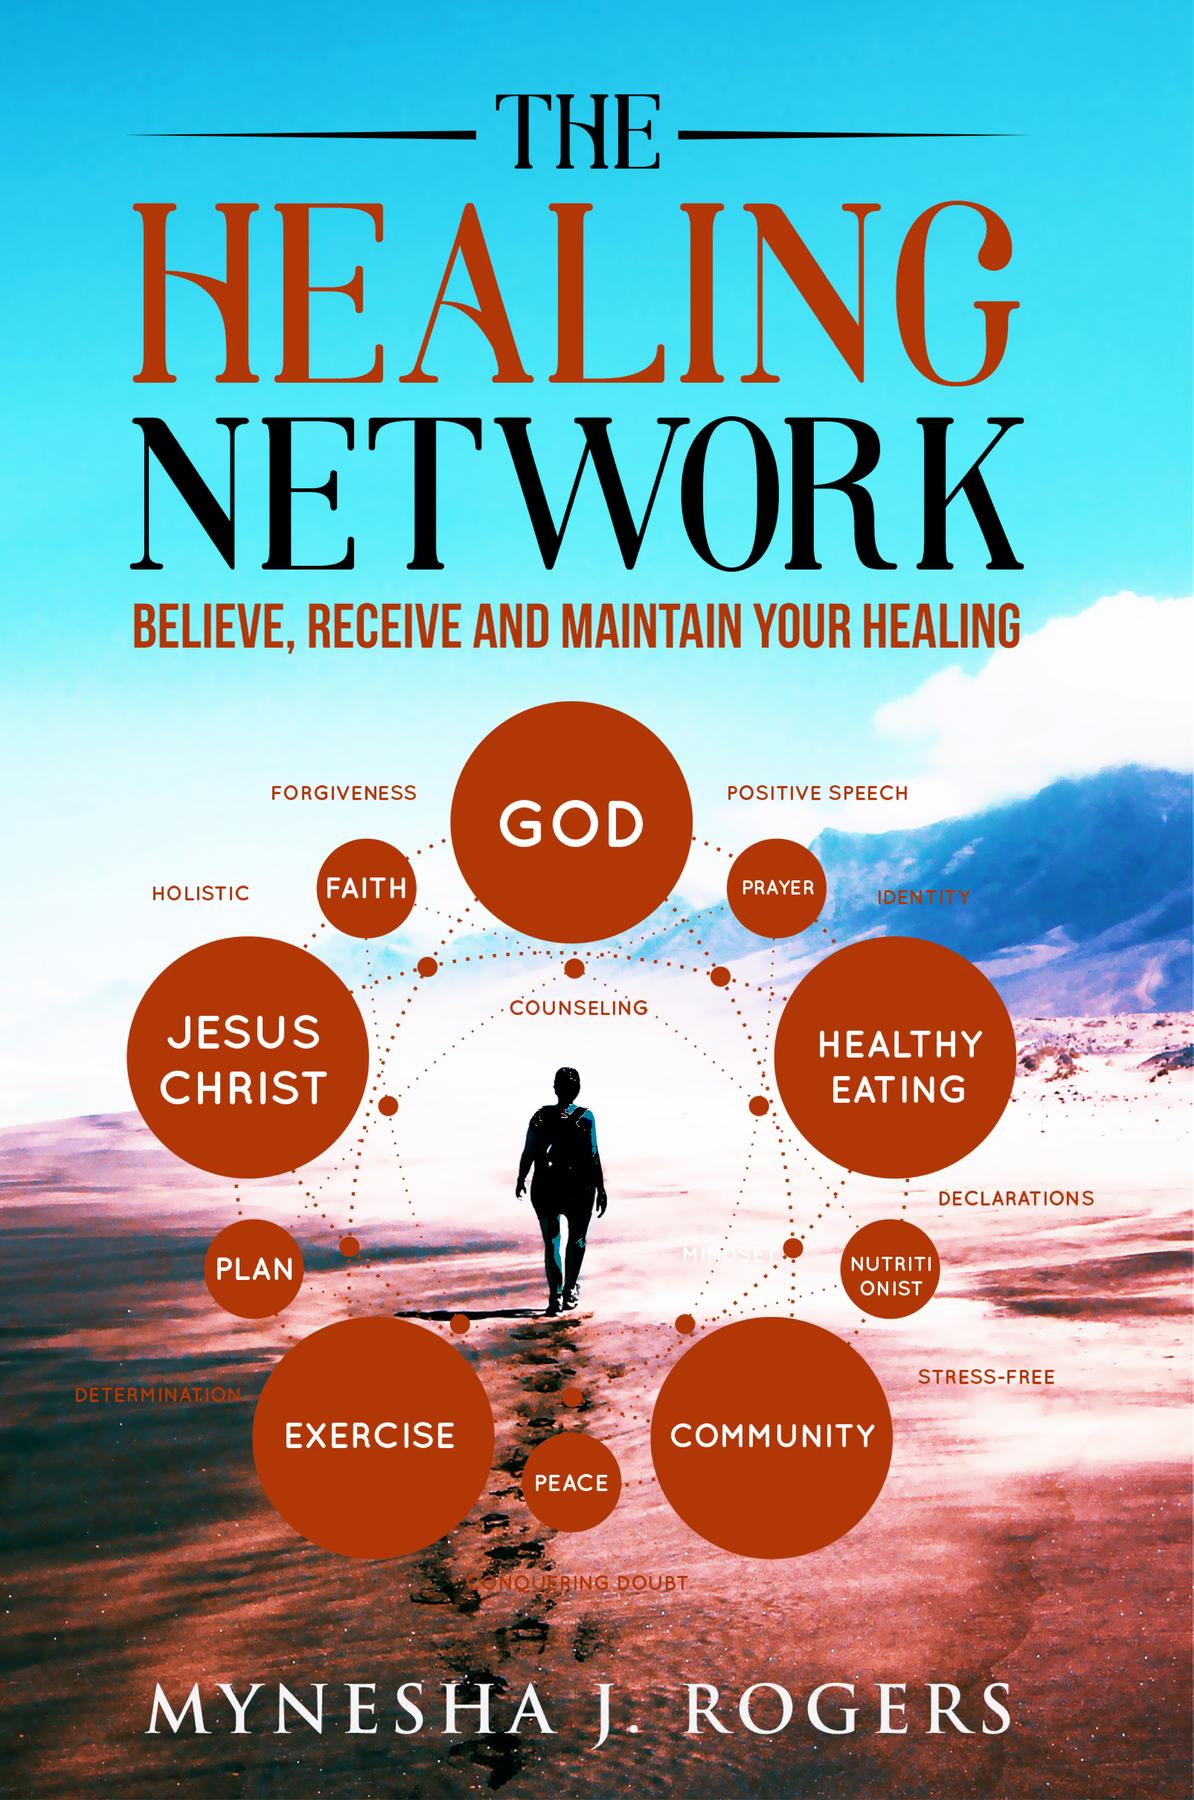 THE
HEALING
NETWORK
BELIEVE, RECEIVE AND MAINTAIN YOUR HEALING
GOD
FORGIVENESS
POSITIVE SPEECH
FAITH
PRAYER
HOLISTIC
IDENTITY
COUNSELING
JESUS
CHRIST
HEALTHY
EATING
DECLARATIONS
MINDSET
PLAN
NUTRITI
ONIST
STRESS-FREE
DETERMINATION
EXERCISE
COMMUNITY
PEACE
CONQUERING DOUBT
MYNESHA J. ROGERS